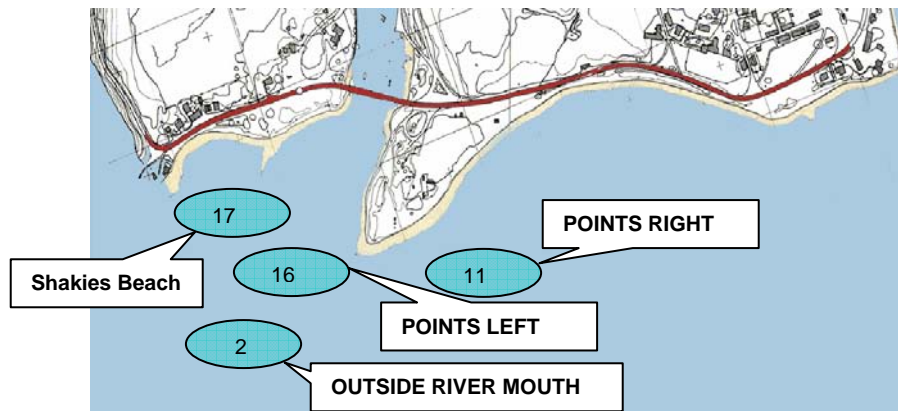 17
POINTS RIGHT
Shakies Beach
16
11
POINTS LEFT
2
OUTSIDE RIVER MOUTH